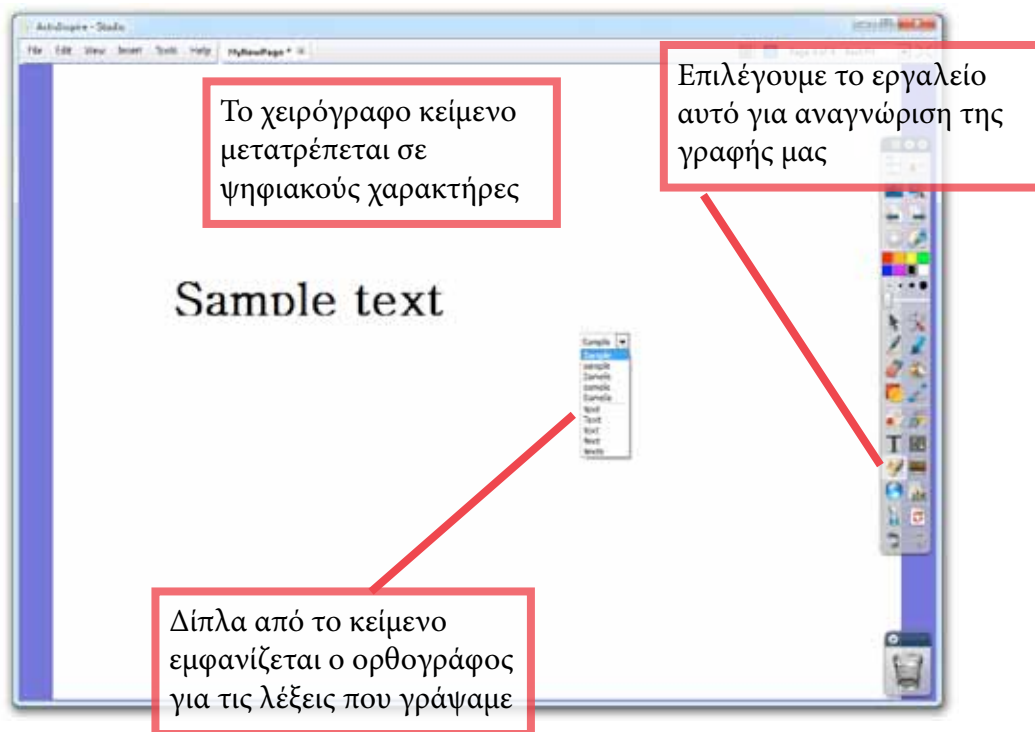 ActivInspire - Studio
File Edit View Insert Tools Help MyNewPage *
Το χειρόγραφο κείμενο
μετατρέπεται σε
ψηφιακούς χαρακτήρες
Επιλέγουμε το εργαλείο
αυτό για αναγνώριση της
γραφής μας
Sample text
Sample
Sample
sample
text
Text
Δίπλα από το κείμενο
εμφανίζεται ο ορθογράφος
για τις λέξεις που γράψαμε